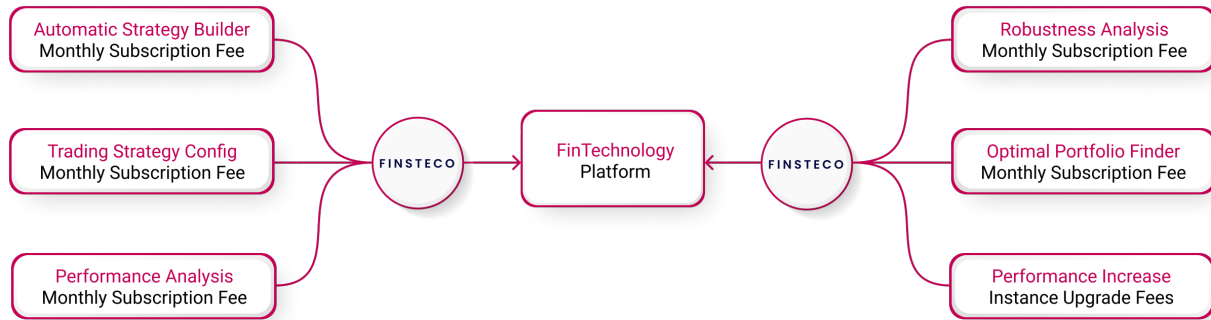 Automatic Strategy Builder
Monthly Subscription Fee
Trading Strategy Config
Monthly Subscription Fee
Performance Analysis
Monthly Subscription Fee
FINSTECO
FinTechnology
Platform
FINSTECO
Robustness Analysis
Monthly Subscription Fee
Optimal Portfolio Finder
Monthly Subscription Fee
Performance Increase
Instance Upgrade Fees